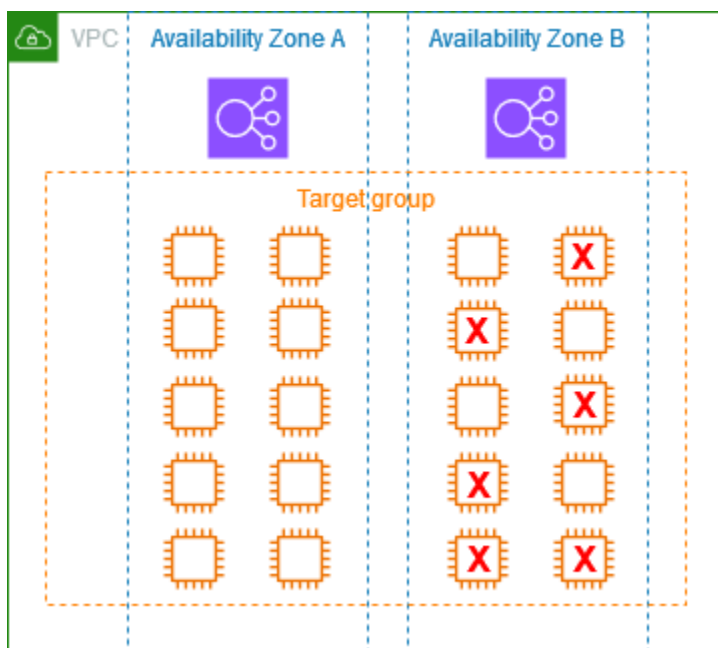 VPC
Availability Zone A
Availability Zone B
Target group
X
X
X
X
X
X